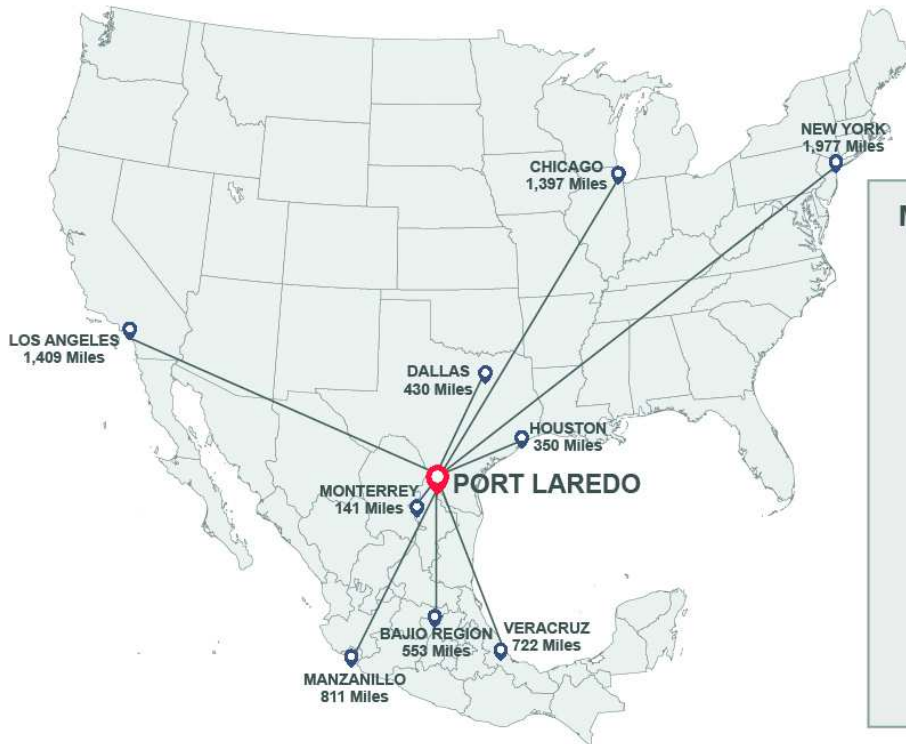 NEW YORK
1,977 Miles
CHICAGO
1,397 Miles
LOS ANGELES
1,409 Miles
DALLAS
430 Miles
HOUSTON
350 Miles
PORT LAREDO
MONTERREY
141 Miles
BAJIO REGION
553 Miles
VERACRUZ
722 Miles
MANZANILLO
811 Miles